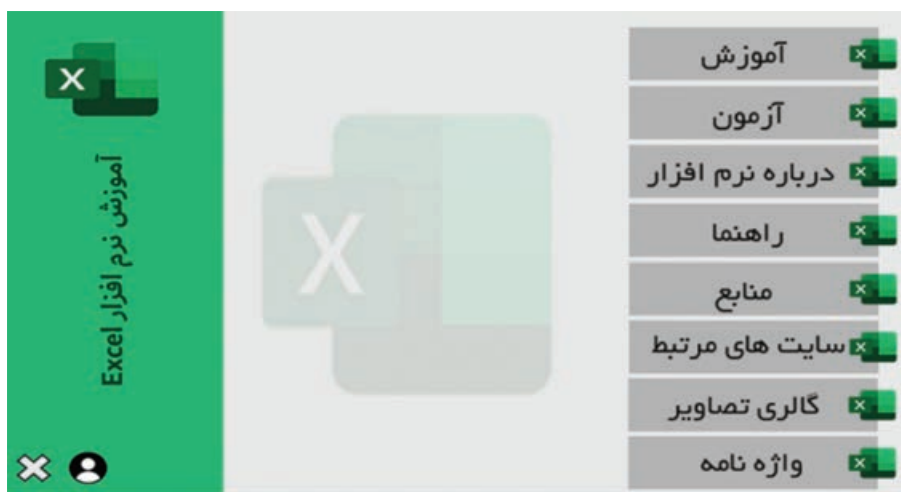 آموزش
آزمون
درباره نرم افزار
راهنما
منابع
سایت های مرتبط
گالری تصاویر
واژه نامه
آموزش نرم افزار Excel
X
X